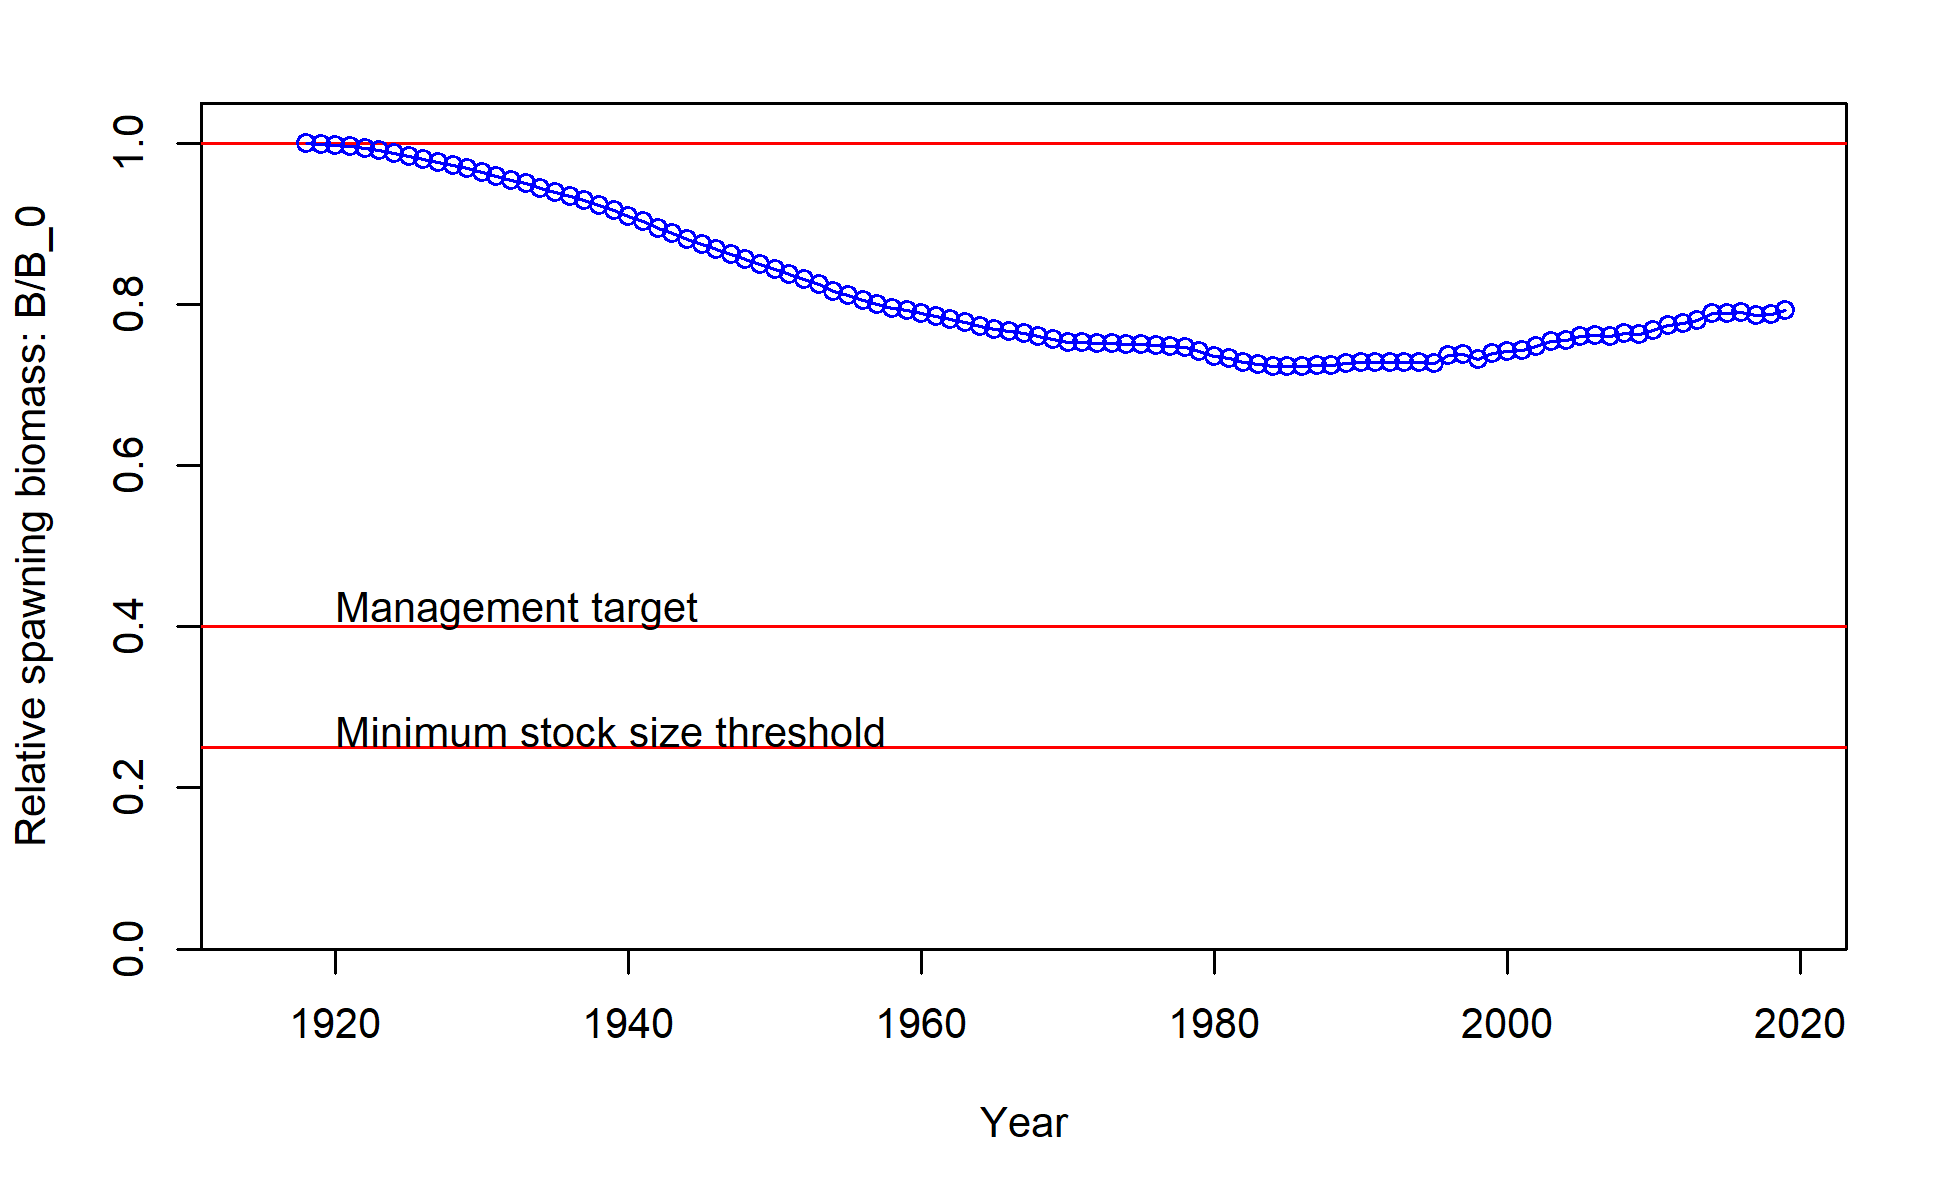 Relative spawning biomass: B/B_0
1.0
0.8
0.6
0.4
0.2
0.0
Management target
Minimum stock size threshold
1920 1940 1960 1980 2000 2020
Year